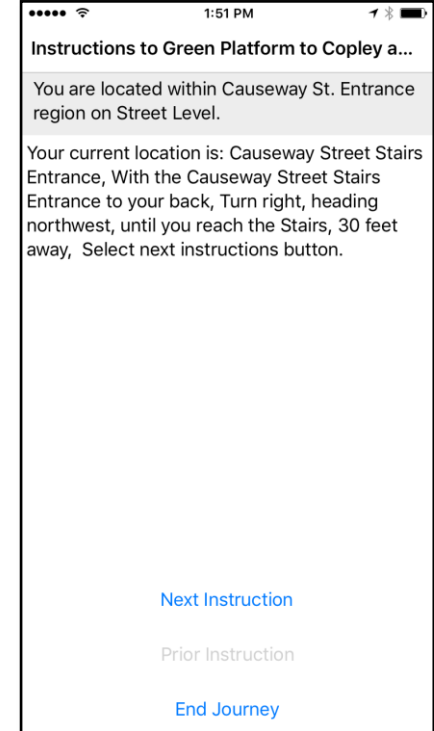 1:51 PM
Instructions to Green Platform to Copley a...
You are located within Causeway St. Entrance
region on Street Level.
Your current location is: Causeway Street Stairs
Entrance, With the Causeway Street Stairs
Entrance to your back, Turn right, heading
northwest, until you reach the Stairs, 30 feet
away,  Select next instructions button.
Next Instruction
Prior Instruction
End Journey